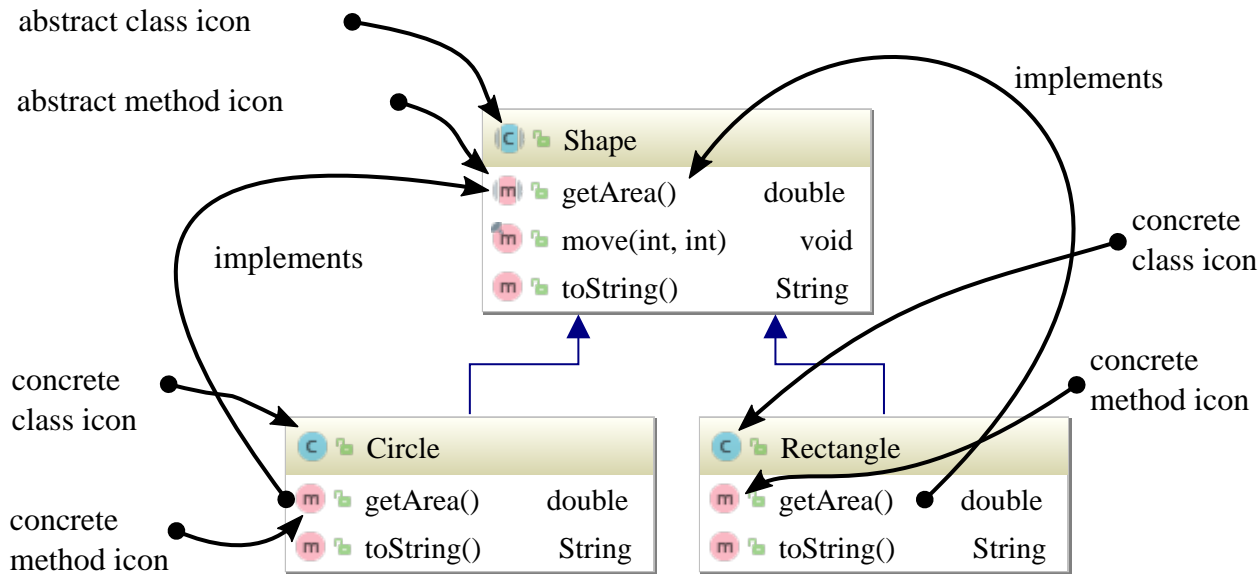 abstract class icon
abstract method icon
implements
Shape
getArea() double
move(int, int) void
toString() String
implements
concrete
class icon
concrete
class icon
concrete
method icon
Circle
getArea() double
toString() String
Rectangle
getArea() double
toString() String
concrete
method icon